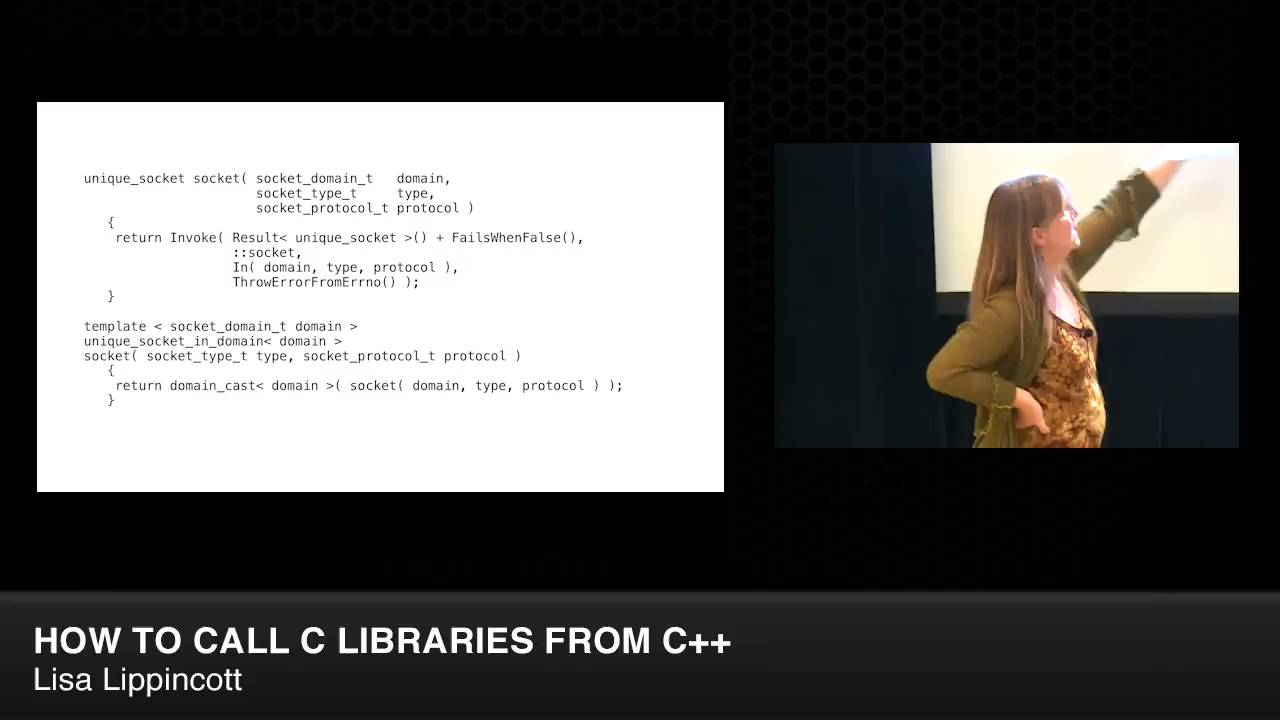 unique_socket socket( socket_domain_t   domain,
                      socket_type_t     type,
                      socket_protocol_t protocol )
   {
    return Invoke( Result< unique_socket >() + FailsWhenFalse(),
                   ::socket,
                   In( domain, type, protocol ),
                   ThrowErrorFromErrno() );
   }
template < socket_domain_t domain >
unique_socket_in_domain< domain >
socket( socket_type_t type, socket_protocol_t protocol )
   {
    return domain_cast< domain >( socket( domain, type, protocol ) );
   }
HOW TO CALL C LIBRARIES FROM C++
Lisa Lippincott